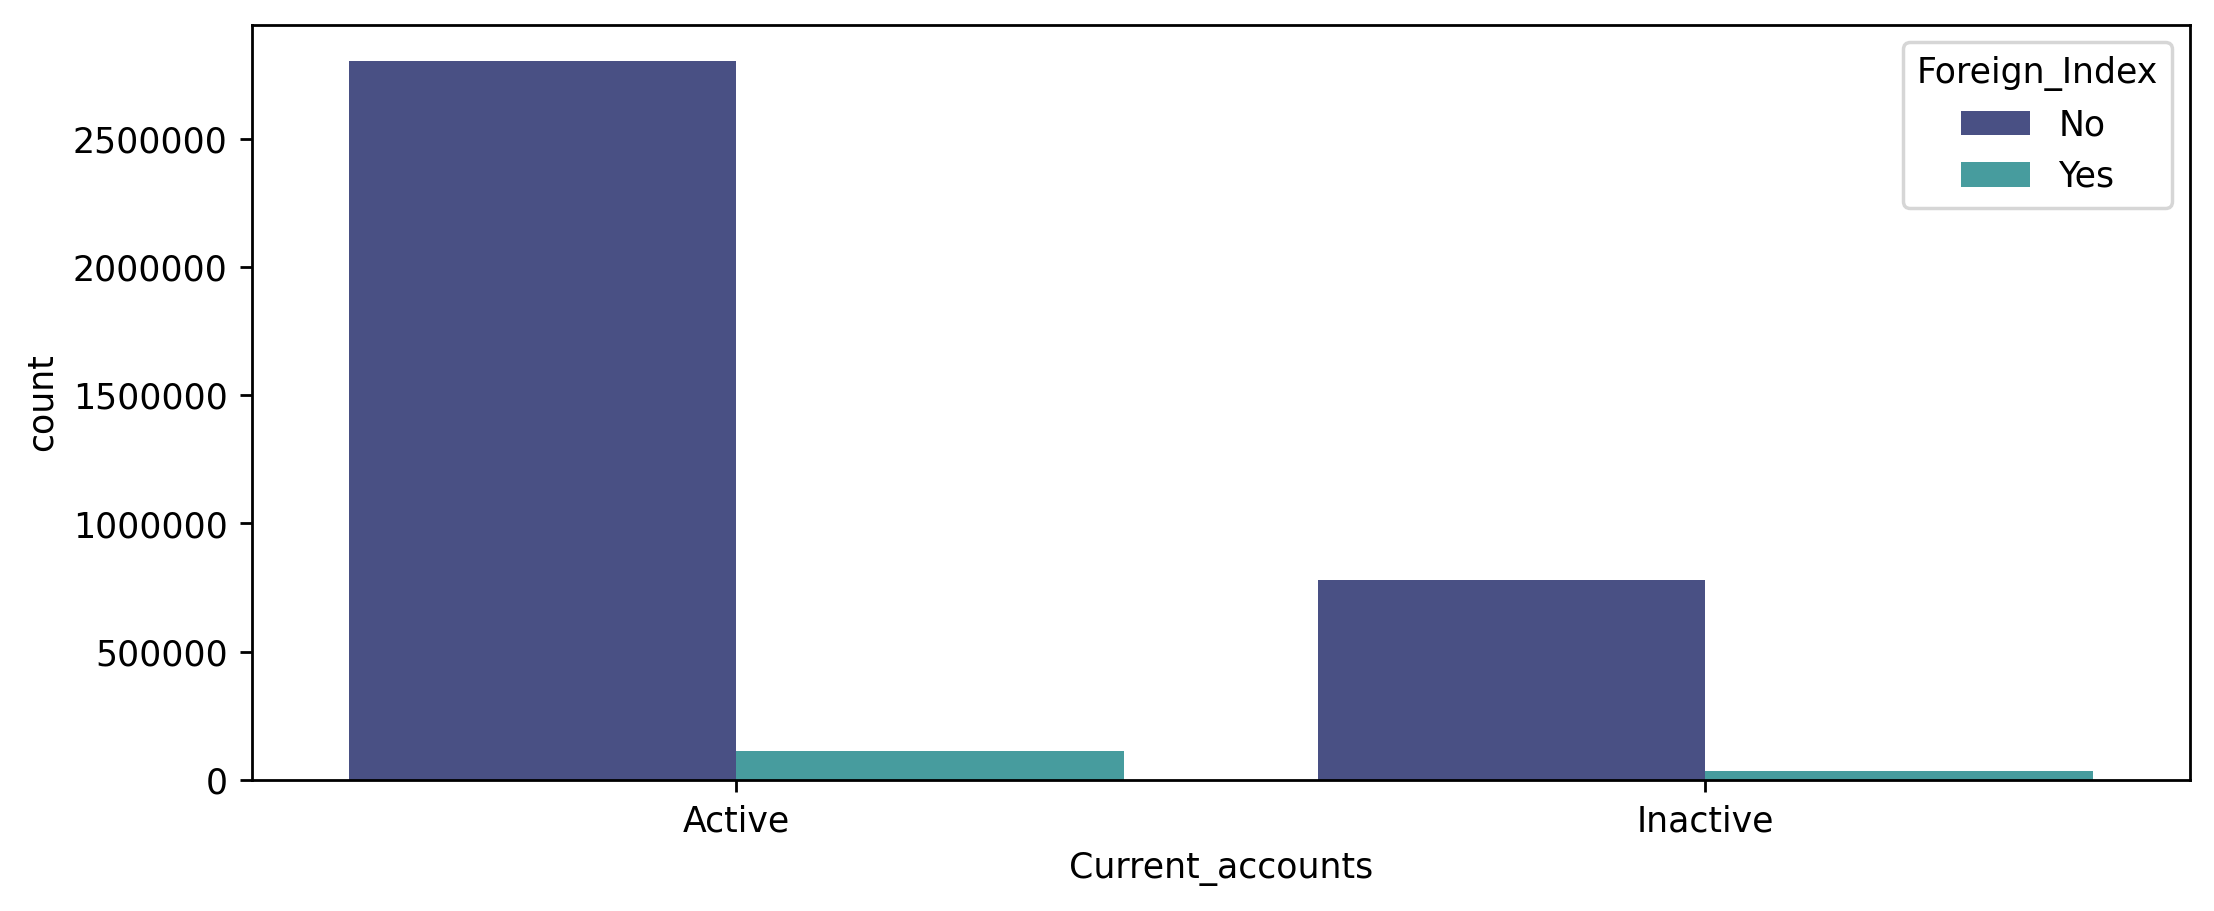 Foreign_Index
No
Yes
2500000
2000000
1500000
1000000
500000
0
count
Active
Inactive
Current_accounts